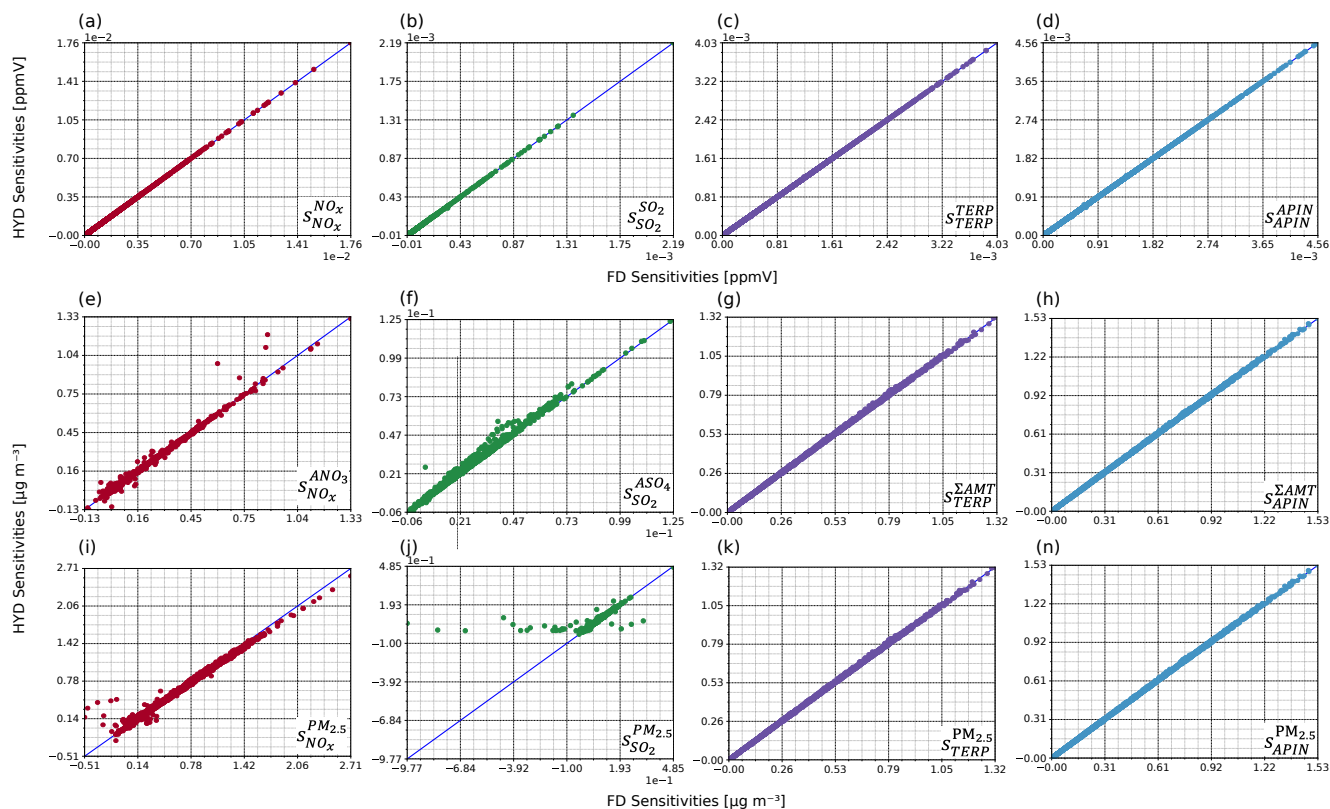 (a) (b) (c) (d)
1e−2 1e−3 1e−3 1e−3
HYD Sensitivities [ppmV]
1.76 1.41 1.05 0.70 0.35 −0.00
S_{NO_x}^{NO_x}
−0.00 0.35 0.70 1.05 1.41 1.76
1e−2
2.19 1.75 1.31 0.87 0.43 −0.01
S_{SO_2}^{SO_2}
−0.01 0.43 0.87 1.31 1.75 2.19
1e−3
4.03 3.22 2.42 1.61 0.81 0.00
S_{TERP}^{TERP}
0.00 0.81 1.61 2.42 3.22 4.03
1e−3
4.56 3.65 2.74 1.82 0.91 0.00
S_{APIN}^{APIN}
0.00 0.91 1.82 2.74 3.65 4.56
1e−3
FD Sensitivities [ppmV]
(e) (f) (g) (h)
1e−1
HYD Sensitivities [µg m⁻³]
1.33 1.04 0.75 0.45 0.16 −0.13
S_{NO_x}^{ANO_3}
−0.13 0.16 0.45 0.75 1.04 1.33
1.25 0.99 0.73 0.47 0.21 −0.06
S_{SO_2}^{ASO_4}
−0.06 0.21 0.47 0.73 0.99 1.25
1e−1
1.32 1.05 0.79 0.53 0.26 −0.00
S_{TERP}^{ΣAMT}
−0.00 0.26 0.53 0.79 1.05 1.32
1.53 1.22 0.92 0.61 0.31 −0.00
S_{APIN}^{ΣAMT}
−0.00 0.31 0.61 0.92 1.22 1.53
(i) (j) (k) (n)
1e−1
2.71 2.06 1.42 0.78 0.14 −0.51
S_{NO_x}^{PM_{2.5}}
−0.51 0.14 0.78 1.42 2.06 2.71
4.85 1.93 −1.00 −3.92 −6.84 −9.77
S_{SO_2}^{PM_{2.5}}
−9.77 −6.84 −3.92 −1.00 1.93 4.85
1e−1
1.32 1.05 0.79 0.53 0.26 −0.00
S_{TERP}^{PM_{2.5}}
−0.00 0.26 0.53 0.79 1.05 1.32
1.53 1.22 0.92 0.61 0.31 −0.00
S_{APIN}^{PM_{2.5}}
−0.00 0.31 0.61 0.92 1.22 1.53
FD Sensitivities [µg m⁻³]